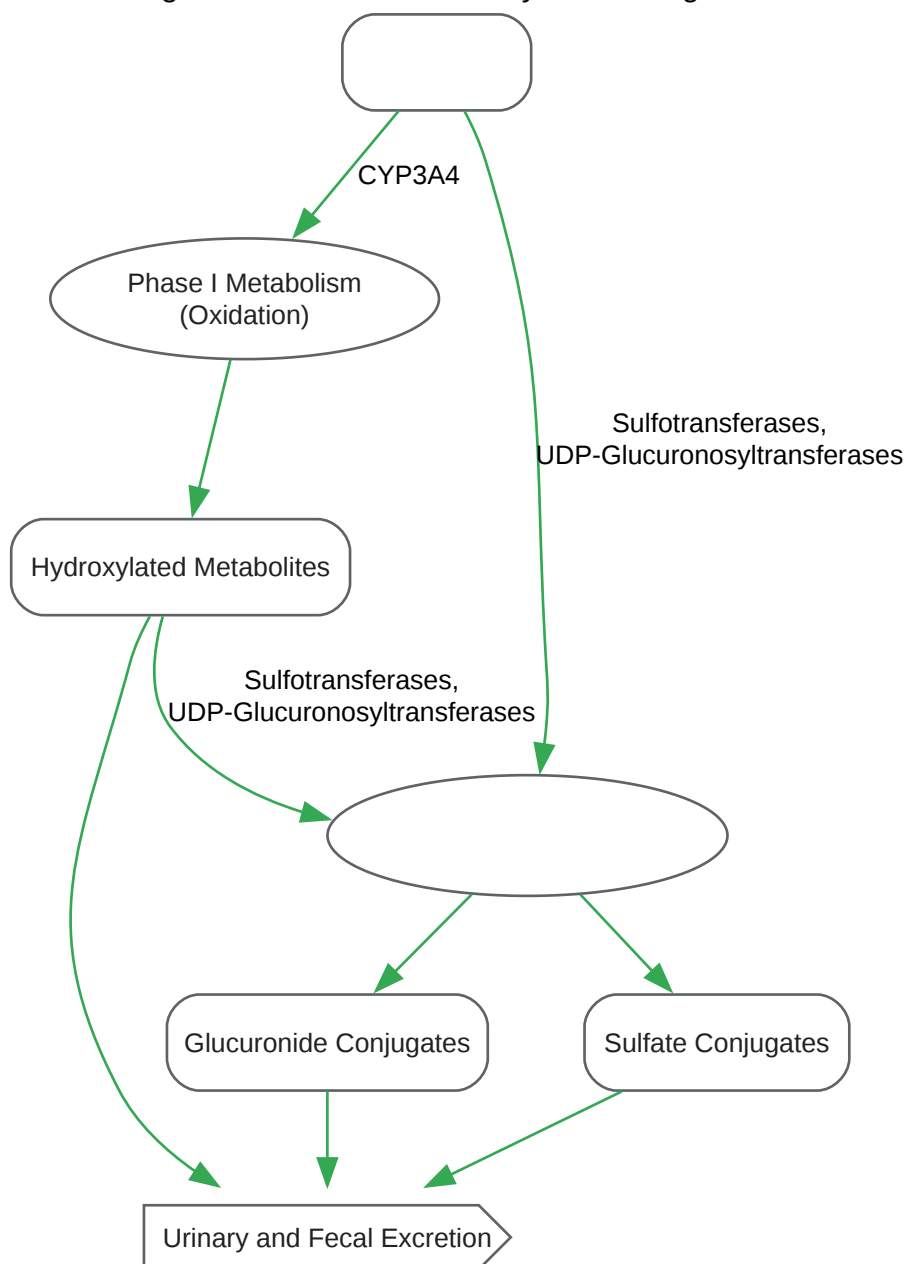 CYP3A4
Phase I Metabolism
(Oxidation)
Sulfotransferases,
UDP-Glucuronosyltransferases
Hydroxylated Metabolites
Sulfotransferases,
UDP-Glucuronosyltransferases
Glucuronide Conjugates
Sulfate Conjugates
Urinary and Fecal Excretion